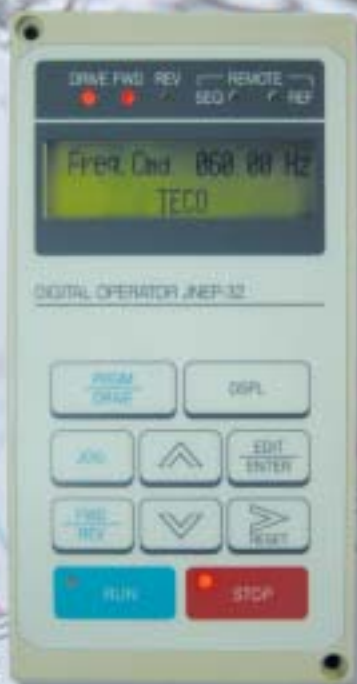 DRIVE FWD REV REMOTE
SEQ REF
Freq. Cmd 060.00 Hz
TECO
DIGITAL OPERATOR JNEP-32
PRGM
DRIVE
DSPL
JOG
EDIT
ENTER
FWD
REV
RESET
RUN
STOP